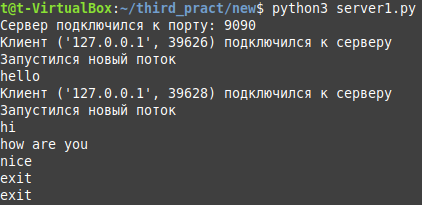 t@t-VirtualBox:~/third_pract/new$ python3 server1.py
Сервер подключился к порту: 9090
Клиент ('127.0.0.1', 39626) подключился к серверу
Запустился новый поток
hello
Клиент ('127.0.0.1', 39628) подключился к серверу
Запустился новый поток
hi
how are you
nice
exit
exit